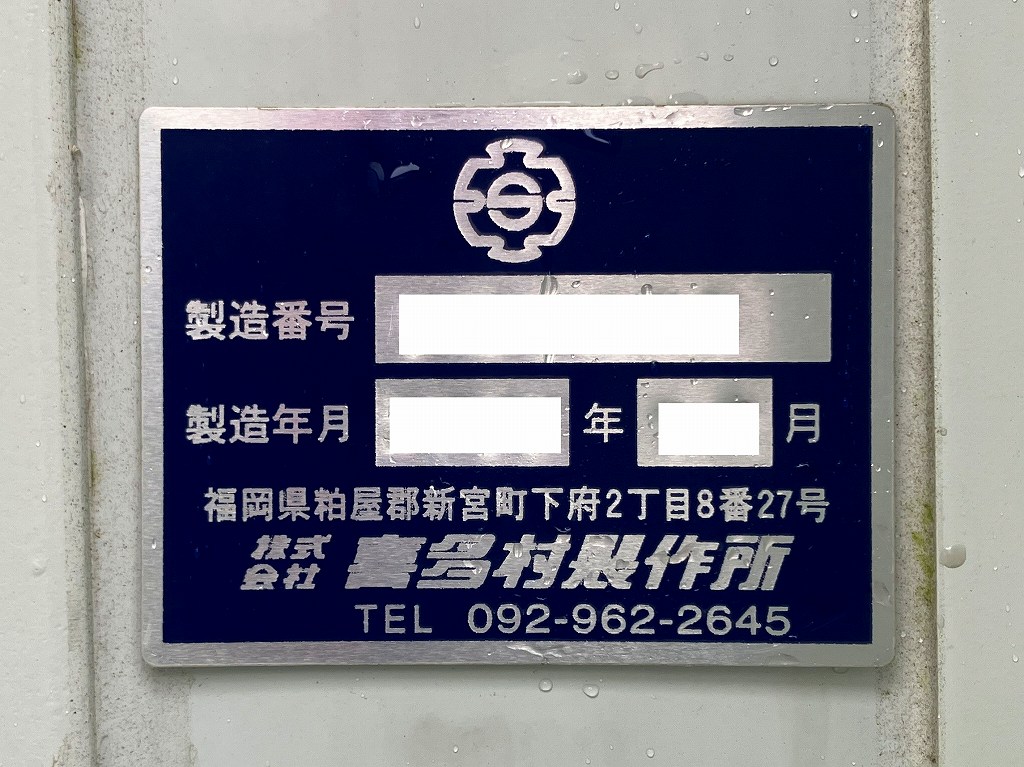 製造番号
製造年月 年 月
福岡県粕屋郡新宮町下府2丁目8番27号
株式会社 喜多村製作所
TEL 092-962-2645